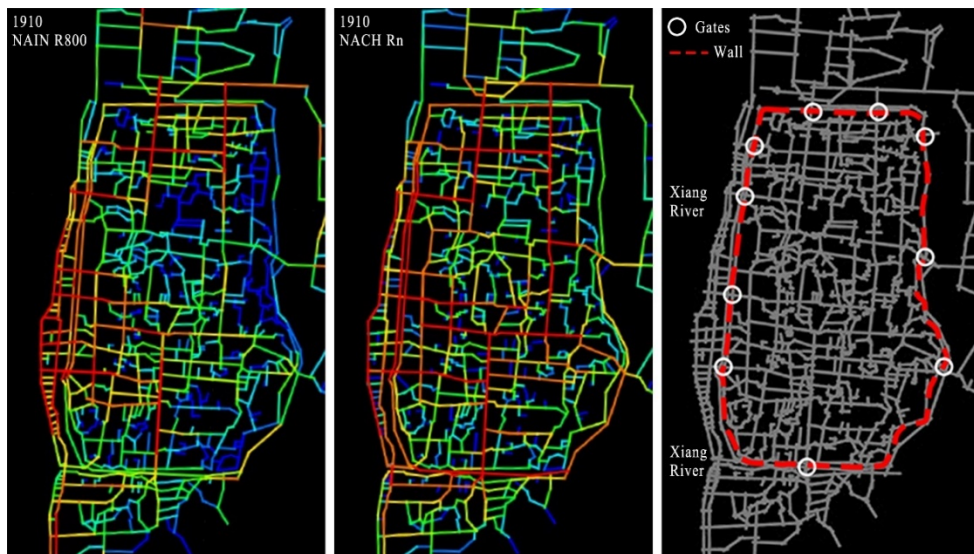 1910
NAIN R800
1910
NACH Rn
Gates
Wall
Xiang
River
Xiang
River